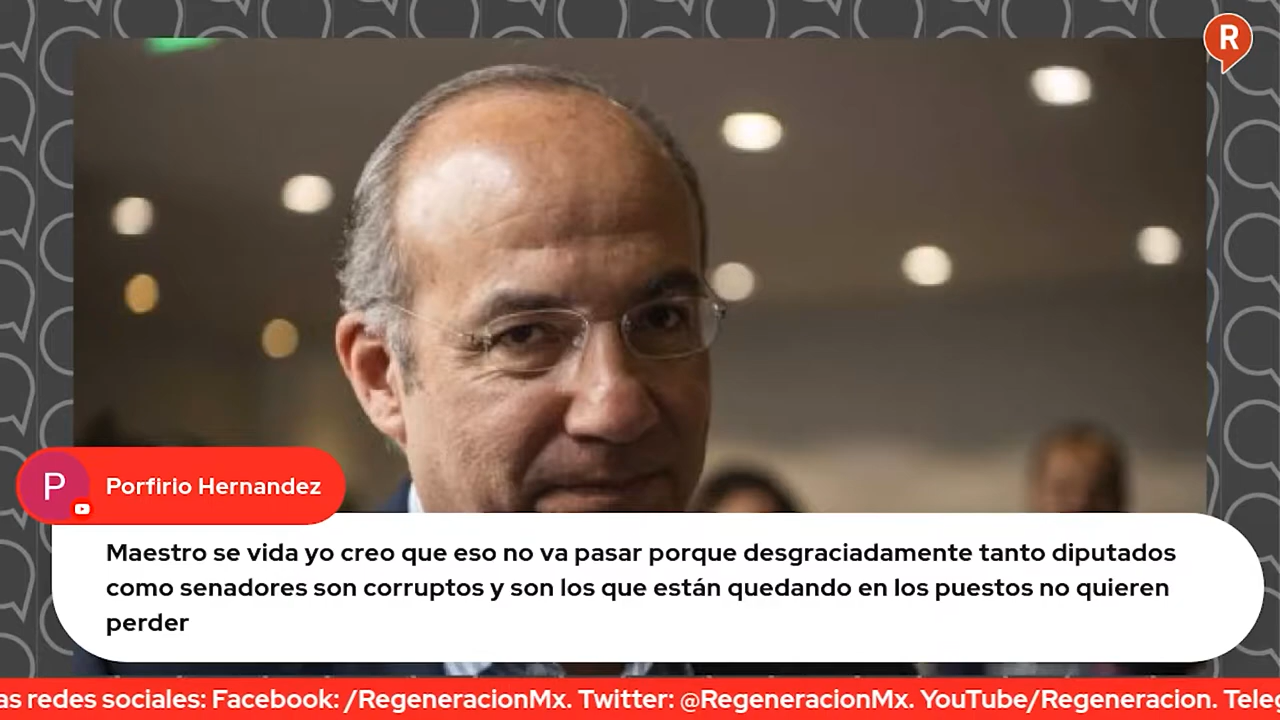 R
P
Porfirio Hernandez
Maestro se vida yo creo que eso no va pasar porque desgraciadamente tanto diputados
como senadores son corruptos y son los que están quedando en los puestos no quieren
perder
as redes sociales: Facebook: /RegeneracionMx. Twitter: @RegeneracionMx. YouTube/Regeneracion. Teleg